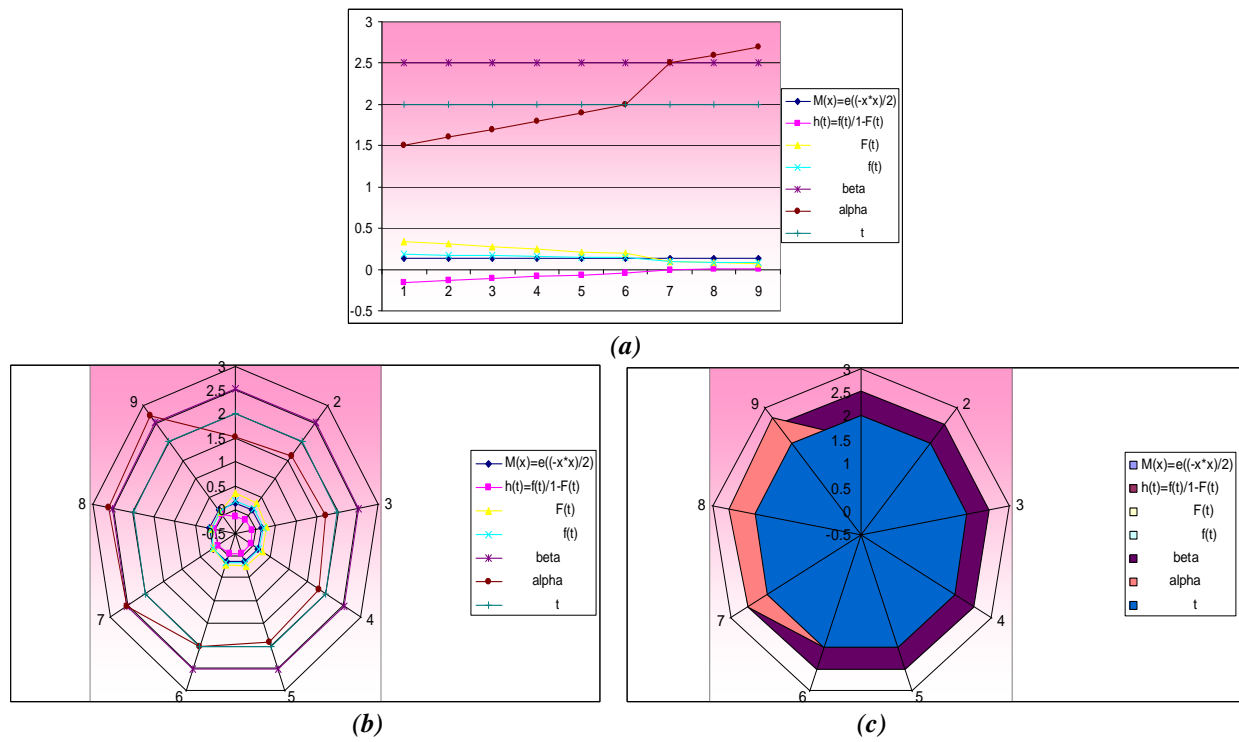 3
2.5
2
1.5
1
0.5
0
-0.5
1 2 3 4 5 6 7 8 9
M(x)=e((-x*x)/2)
h(t)=f(t)/1-F(t)
F(t)
f(t)
beta
alpha
t
(a)
3
2.5
2
1.5
1
0.5
0
-0.5
2
3
4
5
6
7
8
9
M(x)=e((-x*x)/2)
h(t)=f(t)/1-F(t)
F(t)
f(t)
beta
alpha
t
(b)
3
2.5
2
1.5
1
0.5
0
-0.5
2
3
4
5
6
7
8
9
M(x)=e((-x*x)/2)
h(t)=f(t)/1-F(t)
F(t)
f(t)
beta
alpha
t
(c)